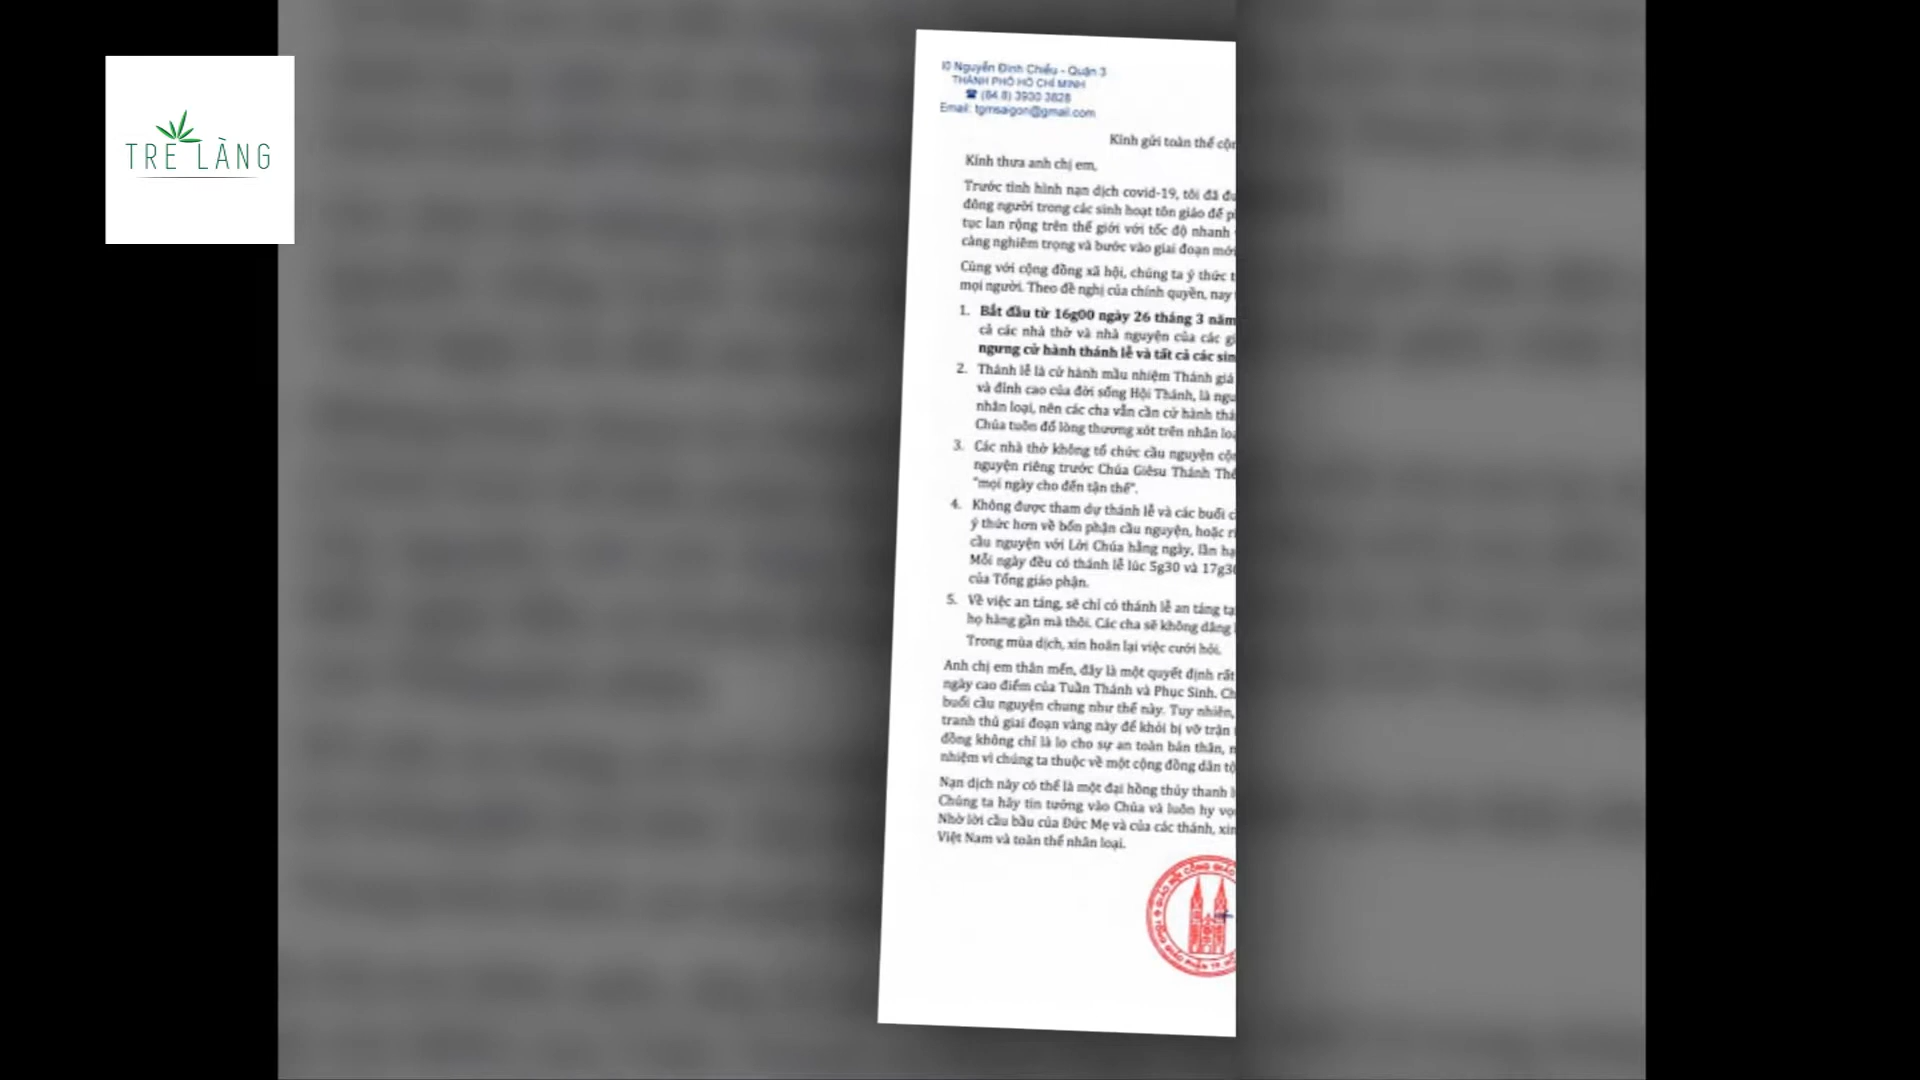 TRE LÀNG
Nguyễn Đình Chiểu - Quận 3
THÀNH PHỐ HỒ CHÍ MINH
☎ (84.8) 3930 3828
Email: tgmsaigon@gmail.com
Kính gửi toàn thể
Kính thưa anh chị em,
Trước tình hình nạn dịch covid-19, tôi đã
đông người trong các sinh hoạt tôn giáo để
tục lan rộng trên thế giới với tốc độ nhanh
càng nghiêm trọng và bước vào giai đoạn mới
Cùng với cộng đồng xã hội, chúng ta ý thức
mọi người. Theo đề nghị của chính quyền, nay
1. Bắt đầu từ 16g00 ngày 26 tháng 3 năm
cả các nhà thờ và nhà nguyện của các
ngưng cử hành thánh lễ và tất cả các
2. Thánh lễ là cử hành mầu nhiệm Thánh giá
và đỉnh cao của đời sống Hội Thánh, là
nhân loại, nên các cha vẫn cần cử hành
Chúa tuôn đổ lòng thương xót trên nhân
3. Các nhà thờ không tổ chức cầu nguyện
nguyện riêng trước Chúa Giêsu Thánh
"mọi ngày cho đến tận thế".
4. Không được tham dự thánh lễ và các buổi
ý thức hơn về bổn phận cầu nguyện, hoặc
cầu nguyện với Lời Chúa hằng ngày, lần
Mỗi ngày đều có thánh lễ lúc 5g30 và
của Tổng giáo phận.
5. Về việc an táng, sẽ chỉ có thánh lễ an táng
họ hàng gần mà thôi. Các cha sẽ không dâng
Trong mùa dịch, xin hoãn lại việc cưới hỏi.
Anh chị em thân mến, đây là một quyết định rất
ngày cao điểm của Tuần Thánh và Phục Sinh.
buổi cầu nguyện chung như thế này. Tuy nhiên,
tranh thủ giai đoạn vàng này để khỏi bị vỡ trận
đồng không chỉ là lo cho sự an toàn bản thân,
nhiệm vì chúng ta thuộc về một cộng đồng dân
Nạn dịch này có thể là một đại hồng thủy thanh
Chúng ta hãy tin tưởng vào Chúa và luôn hy
Nhờ lời cầu bầu của Đức Mẹ và của các thánh, xin
Việt Nam và toàn thể nhân loại.